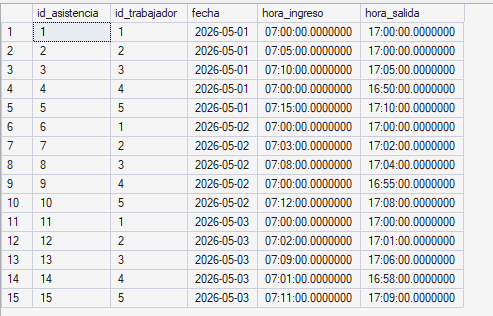 id_asistencia id_trabajador fecha hora_ingreso hora_salida
1 1 1 2026-05-01 07:00:00.0000000 17:00:00.0000000
2 2 2 2026-05-01 07:05:00.0000000 17:00:00.0000000
3 3 3 2026-05-01 07:10:00.0000000 17:05:00.0000000
4 4 4 2026-05-01 07:00:00.0000000 16:50:00.0000000
5 5 5 2026-05-01 07:15:00.0000000 17:10:00.0000000
6 6 1 2026-05-02 07:00:00.0000000 17:00:00.0000000
7 7 2 2026-05-02 07:03:00.0000000 17:02:00.0000000
8 8 3 2026-05-02 07:08:00.0000000 17:04:00.0000000
9 9 4 2026-05-02 07:00:00.0000000 16:55:00.0000000
10 10 5 2026-05-02 07:12:00.0000000 17:08:00.0000000
11 11 1 2026-05-03 07:00:00.0000000 17:00:00.0000000
12 12 2 2026-05-03 07:02:00.0000000 17:01:00.0000000
13 13 3 2026-05-03 07:09:00.0000000 17:06:00.0000000
14 14 4 2026-05-03 07:01:00.0000000 16:58:00.0000000
15 15 5 2026-05-03 07:11:00.0000000 17:09:00.0000000